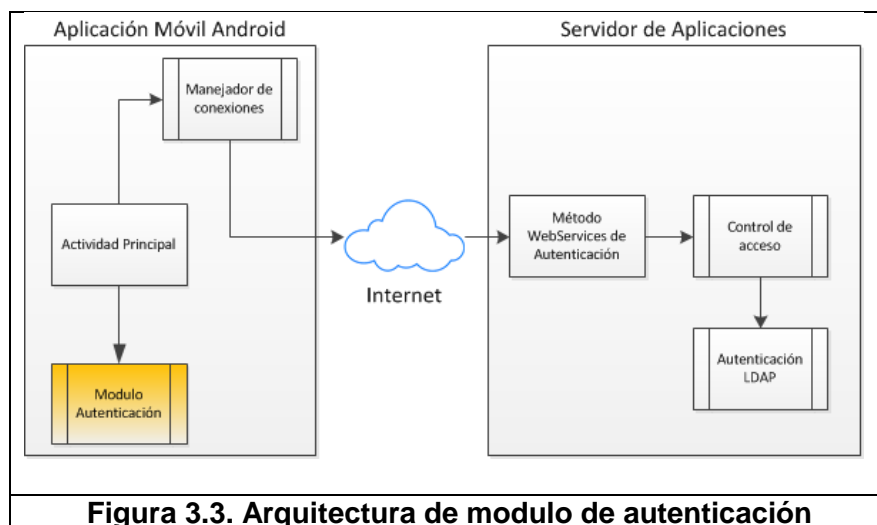 Aplicación Móvil Android
Manejador de
conexiones
Actividad Principal
Modulo
Autenticación
Internet
Servidor de Aplicaciones
Método
WebServices de
Autenticación
Control de
acceso
Autenticación
LDAP
Figura 3.3. Arquitectura de modulo de autenticación